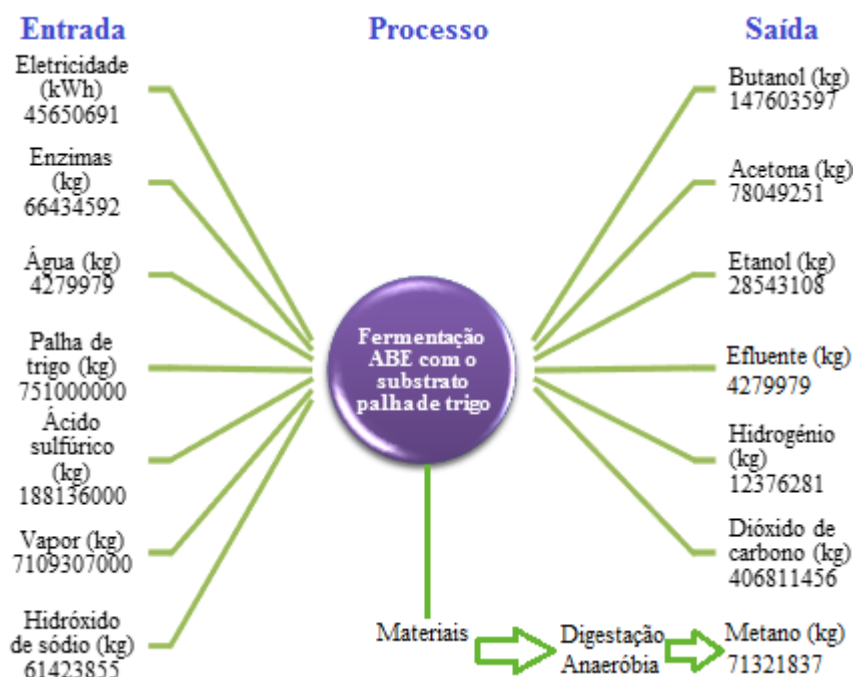 Entrada
Processo
Saída
Eletricidade
(kWh)
45650691
Enzimas
(kg)
66434592
Água (kg)
4279979
Palha de
trigo (kg)
751000000
Ácido
sulfúrico
(kg)
188136000
Vapor (kg)
7109307000
Hidróxido
de sódio (kg)
61423855
Fermentação
ABE com o
substrato
palha de trigo
Butanol (kg)
147603597
Acetona (kg)
78049251
Etanol (kg)
28543108
Efluente (kg)
4279979
Hidrogénio
(kg)
12376281
Dióxido de
carbono (kg)
406811456
Materiais
Digestação
Anaeróbia
Metano (kg)
71321837